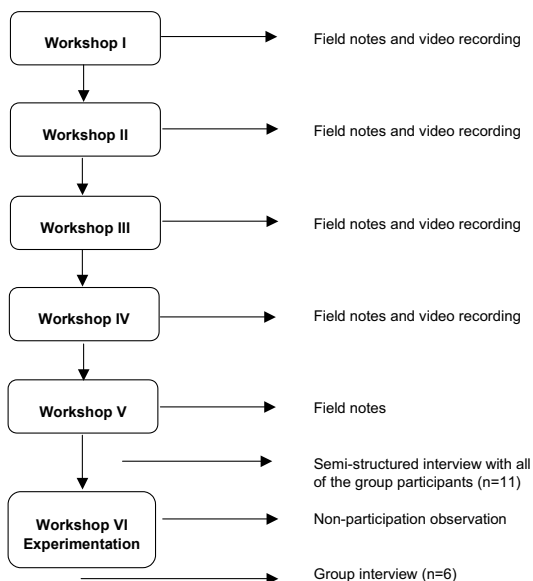 Workshop I
Field notes and video recording
Workshop II
Field notes and video recording
Workshop III
Field notes and video recording
Workshop IV
Field notes and video recording
Workshop V
Field notes
Semi-structured interview with all
of the group participants (n=11)
Workshop VI
Experimentation
Non-participation observation
Group interview (n=6)